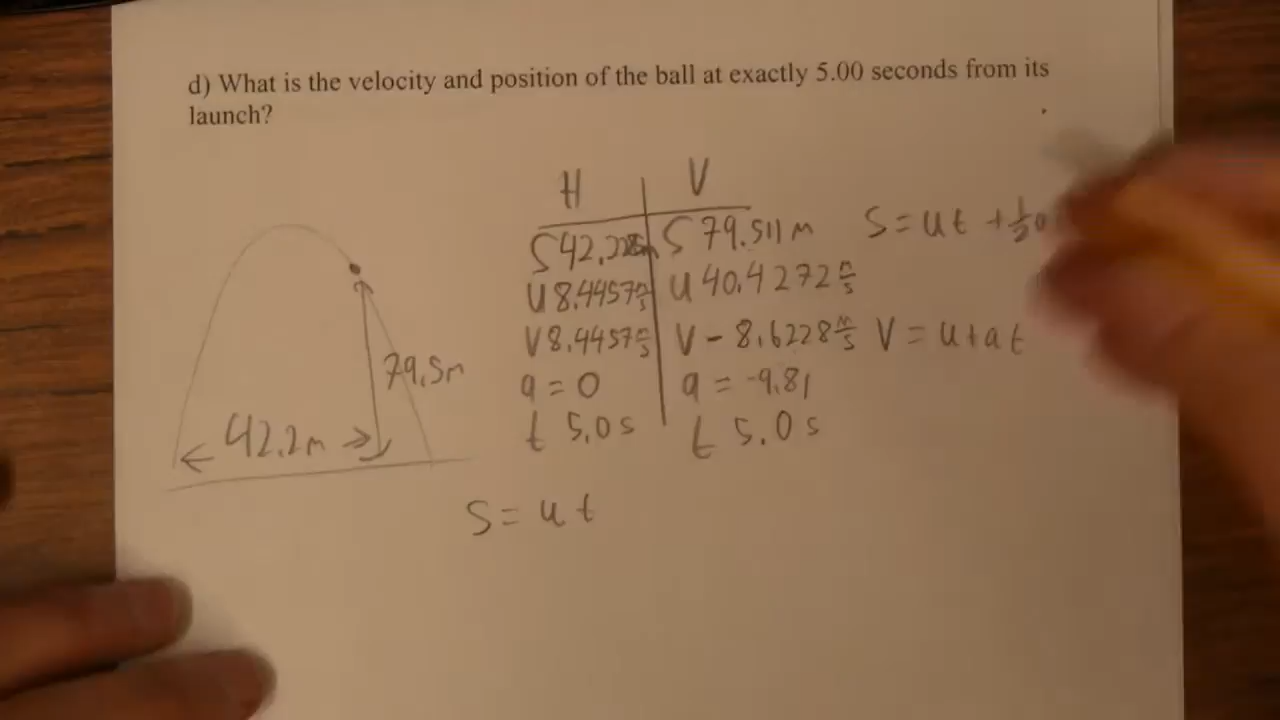 d) What is the velocity and position of the ball at exactly 5.00 seconds from its
launch?
H V
S 42.228m S 79.511 m S = ut + ½a
u 8.4457 m/s u 40.4272 m/s
V 8.4457 m/s V - 8.6228 m/s V = u + a t
a = 0 a = -9.81
t 5.0 s t 5.0 s
79.5m
42.2m
S = u t